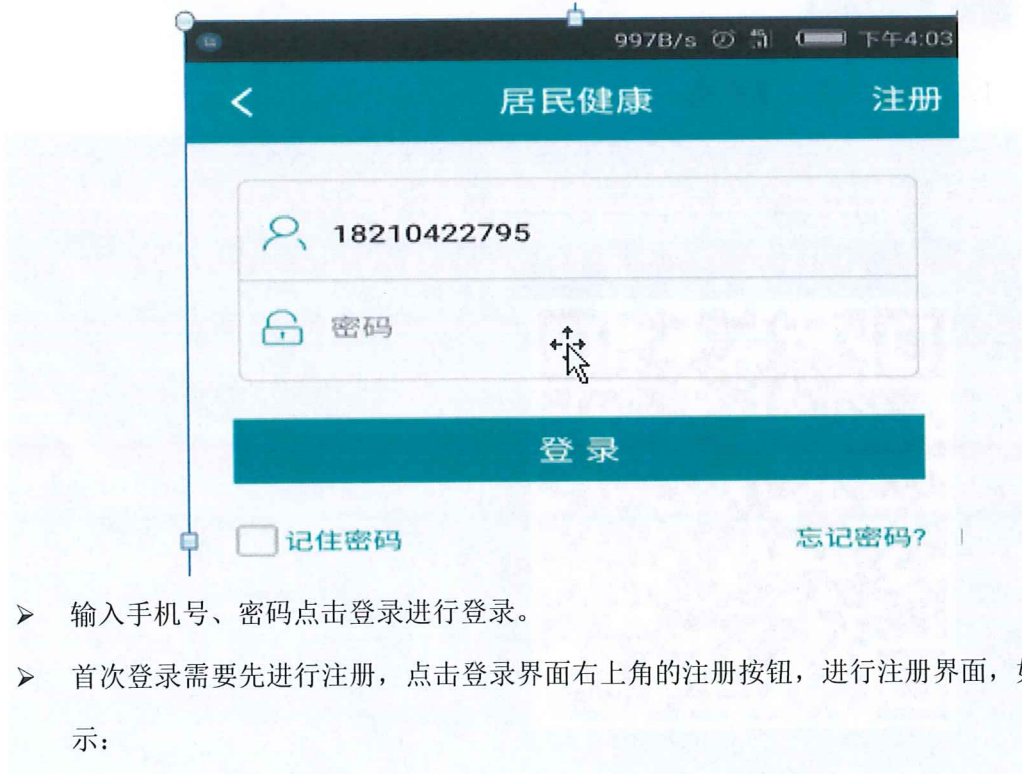 997B/s 下午4:03
居民健康 注册
18210422795
密码
登录
记住密码 忘记密码?
➢ 输入手机号、密码点击登录进行登录。
➢ 首次登录需要先进行注册，点击登录界面右上角的注册按钮，进行注册界面，
示：